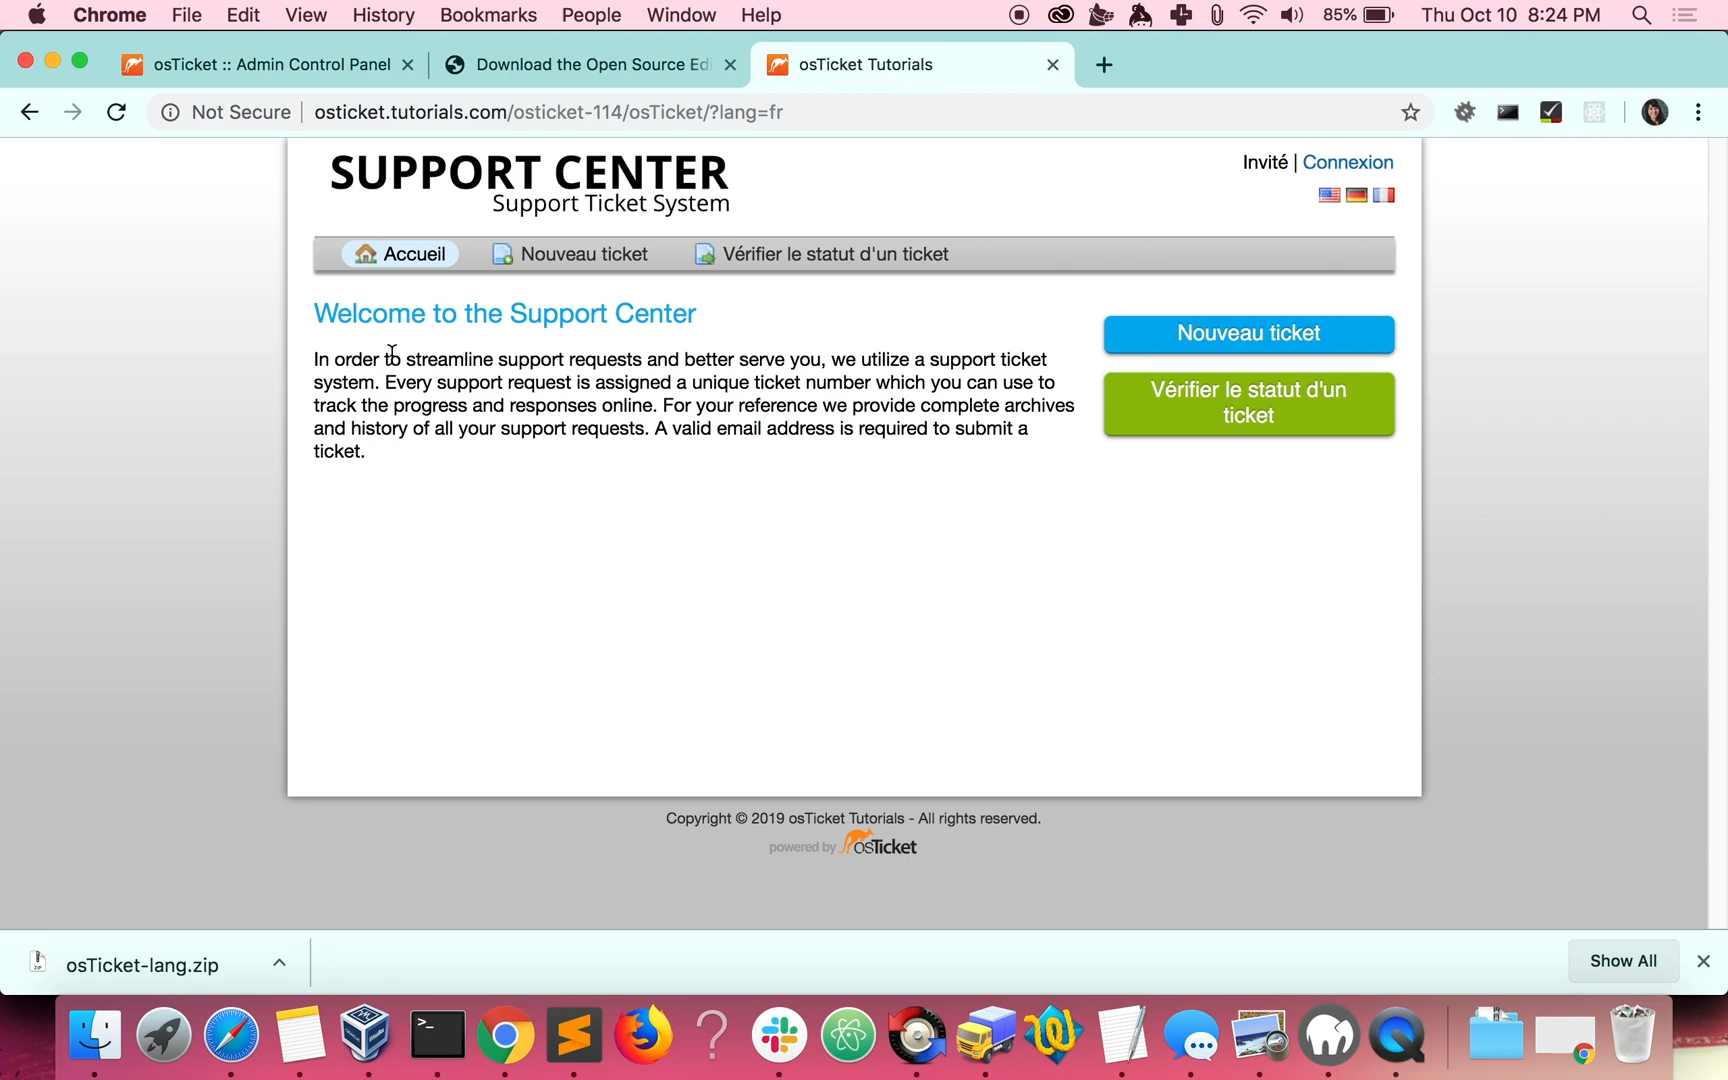 Chrome File Edit View History Bookmarks People Window Help 85% Thu Oct 10 8:24 PM
osTicket :: Admin Control Panel
Download the Open Source Edi
osTicket Tutorials
Not Secure osticket.tutorials.com/osticket-114/osTicket/?lang=fr
SUPPORT CENTER
Support Ticket System
Invité | Connexion
Accueil Nouveau ticket Vérifier le statut d'un ticket
Welcome to the Support Center
In order to streamline support requests and better serve you, we utilize a support ticket
system. Every support request is assigned a unique ticket number which you can use to
track the progress and responses online. For your reference we provide complete archives
and history of all your support requests. A valid email address is required to submit a
ticket.
Nouveau ticket
Vérifier le statut d'un
ticket
Copyright © 2019 osTicket Tutorials - All rights reserved.
powered by osTicket
ZIP
osTicket-lang.zip
Show All